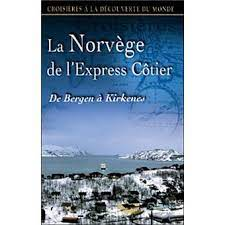 CROISIÈRES À LA DÉCOUVERTE DU MONDE
La Norvège
de l'Express Côtier
De Bergen à Kirkenes